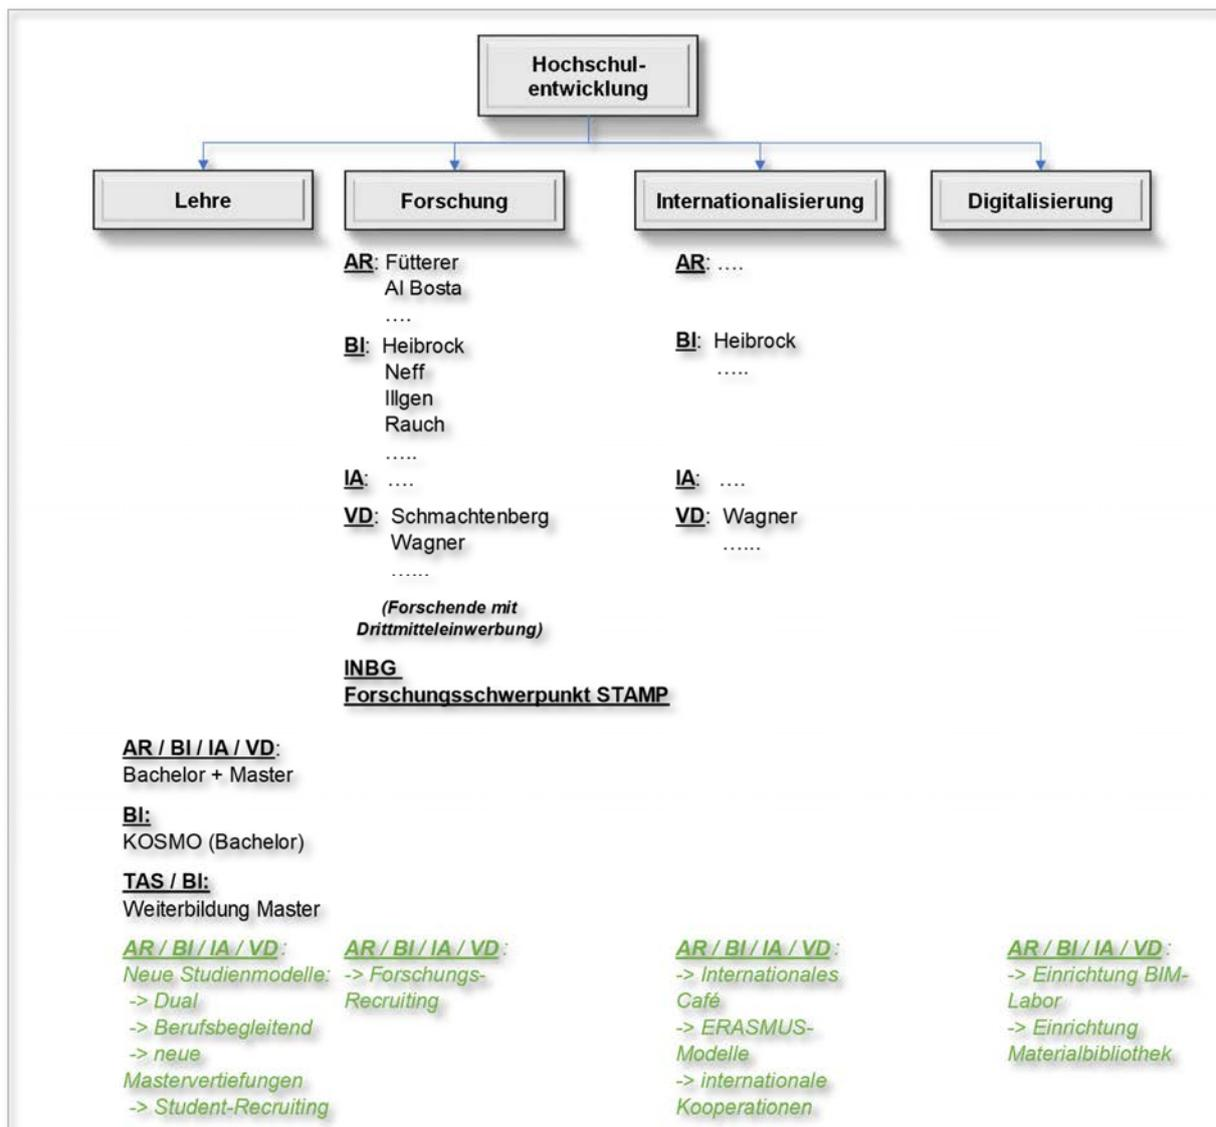 Hochschul-
entwicklung
Lehre
Forschung
Internationalisierung
Digitalisierung
AR: Fütterer
Al Bosta
....
BI: Heibrock
Neff
Illgen
Rauch
.....
IA: ....
VD: Schmachtenberg
Wagner
......
(Forschende mit
Drittmitteleinwerbung)
INBG
Forschungsschwerpunkt STAMP
AR: ....
BI: Heibrock
.....
IA: ....
VD: Wagner
......
AR / BI / IA / VD:
Bachelor + Master
BI:
KOSMO (Bachelor)
TAS / BI:
Weiterbildung Master
AR / BI / IA / VD:
Neue Studienmodelle:
-> Dual
-> Berufsbegleitend
-> neue
Mastervertiefungen
-> Student-Recruiting
AR / BI / IA / VD:
-> Forschungs-
Recruiting
AR / BI / IA / VD:
-> Internationales
Café
-> ERASMUS-
Modelle
-> internationale
Kooperationen
AR / BI / IA / VD:
-> Einrichtung BIM-
Labor
-> Einrichtung
Materialbibliothek